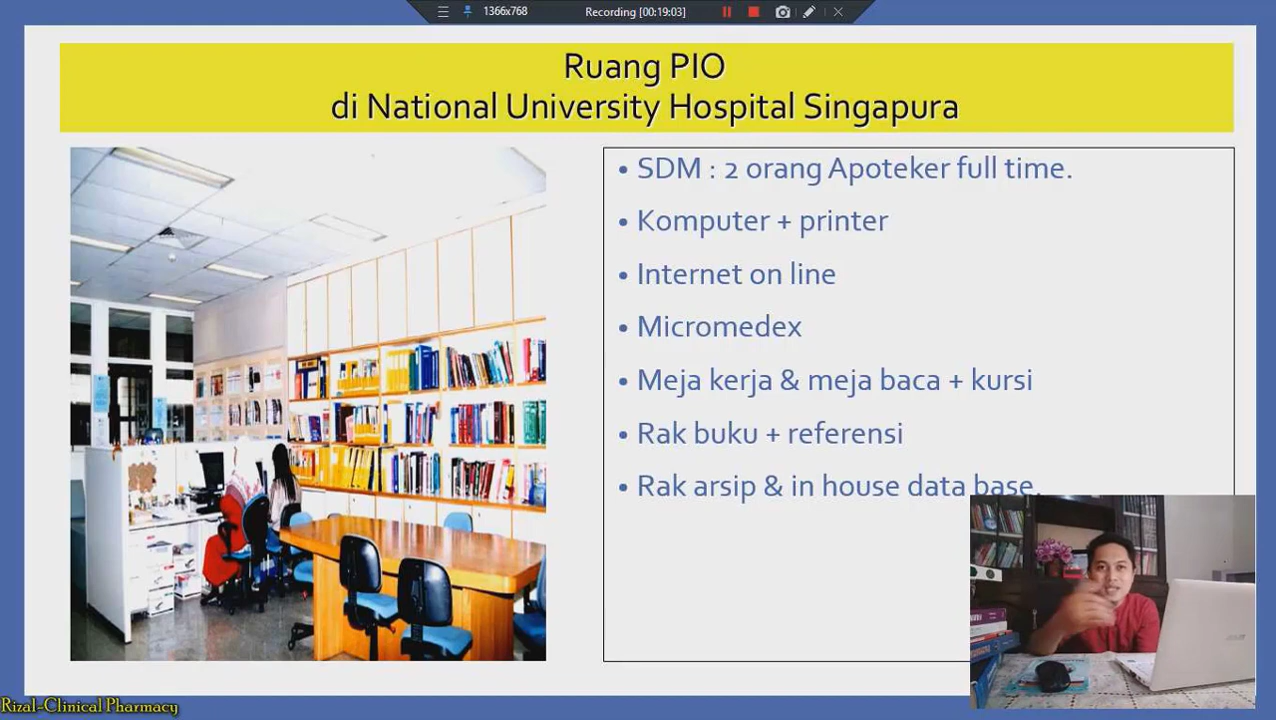 1366x768
Recording [00:19:03]
Ruang PIO
di National University Hospital Singapura
• SDM : 2 orang Apoteker full time.
• Komputer + printer
• Internet on line
• Micromedex
• Meja kerja & meja baca + kursi
• Rak buku + referensi
• Rak arsip & in house data base.
Rizal-Clinical Pharmacy